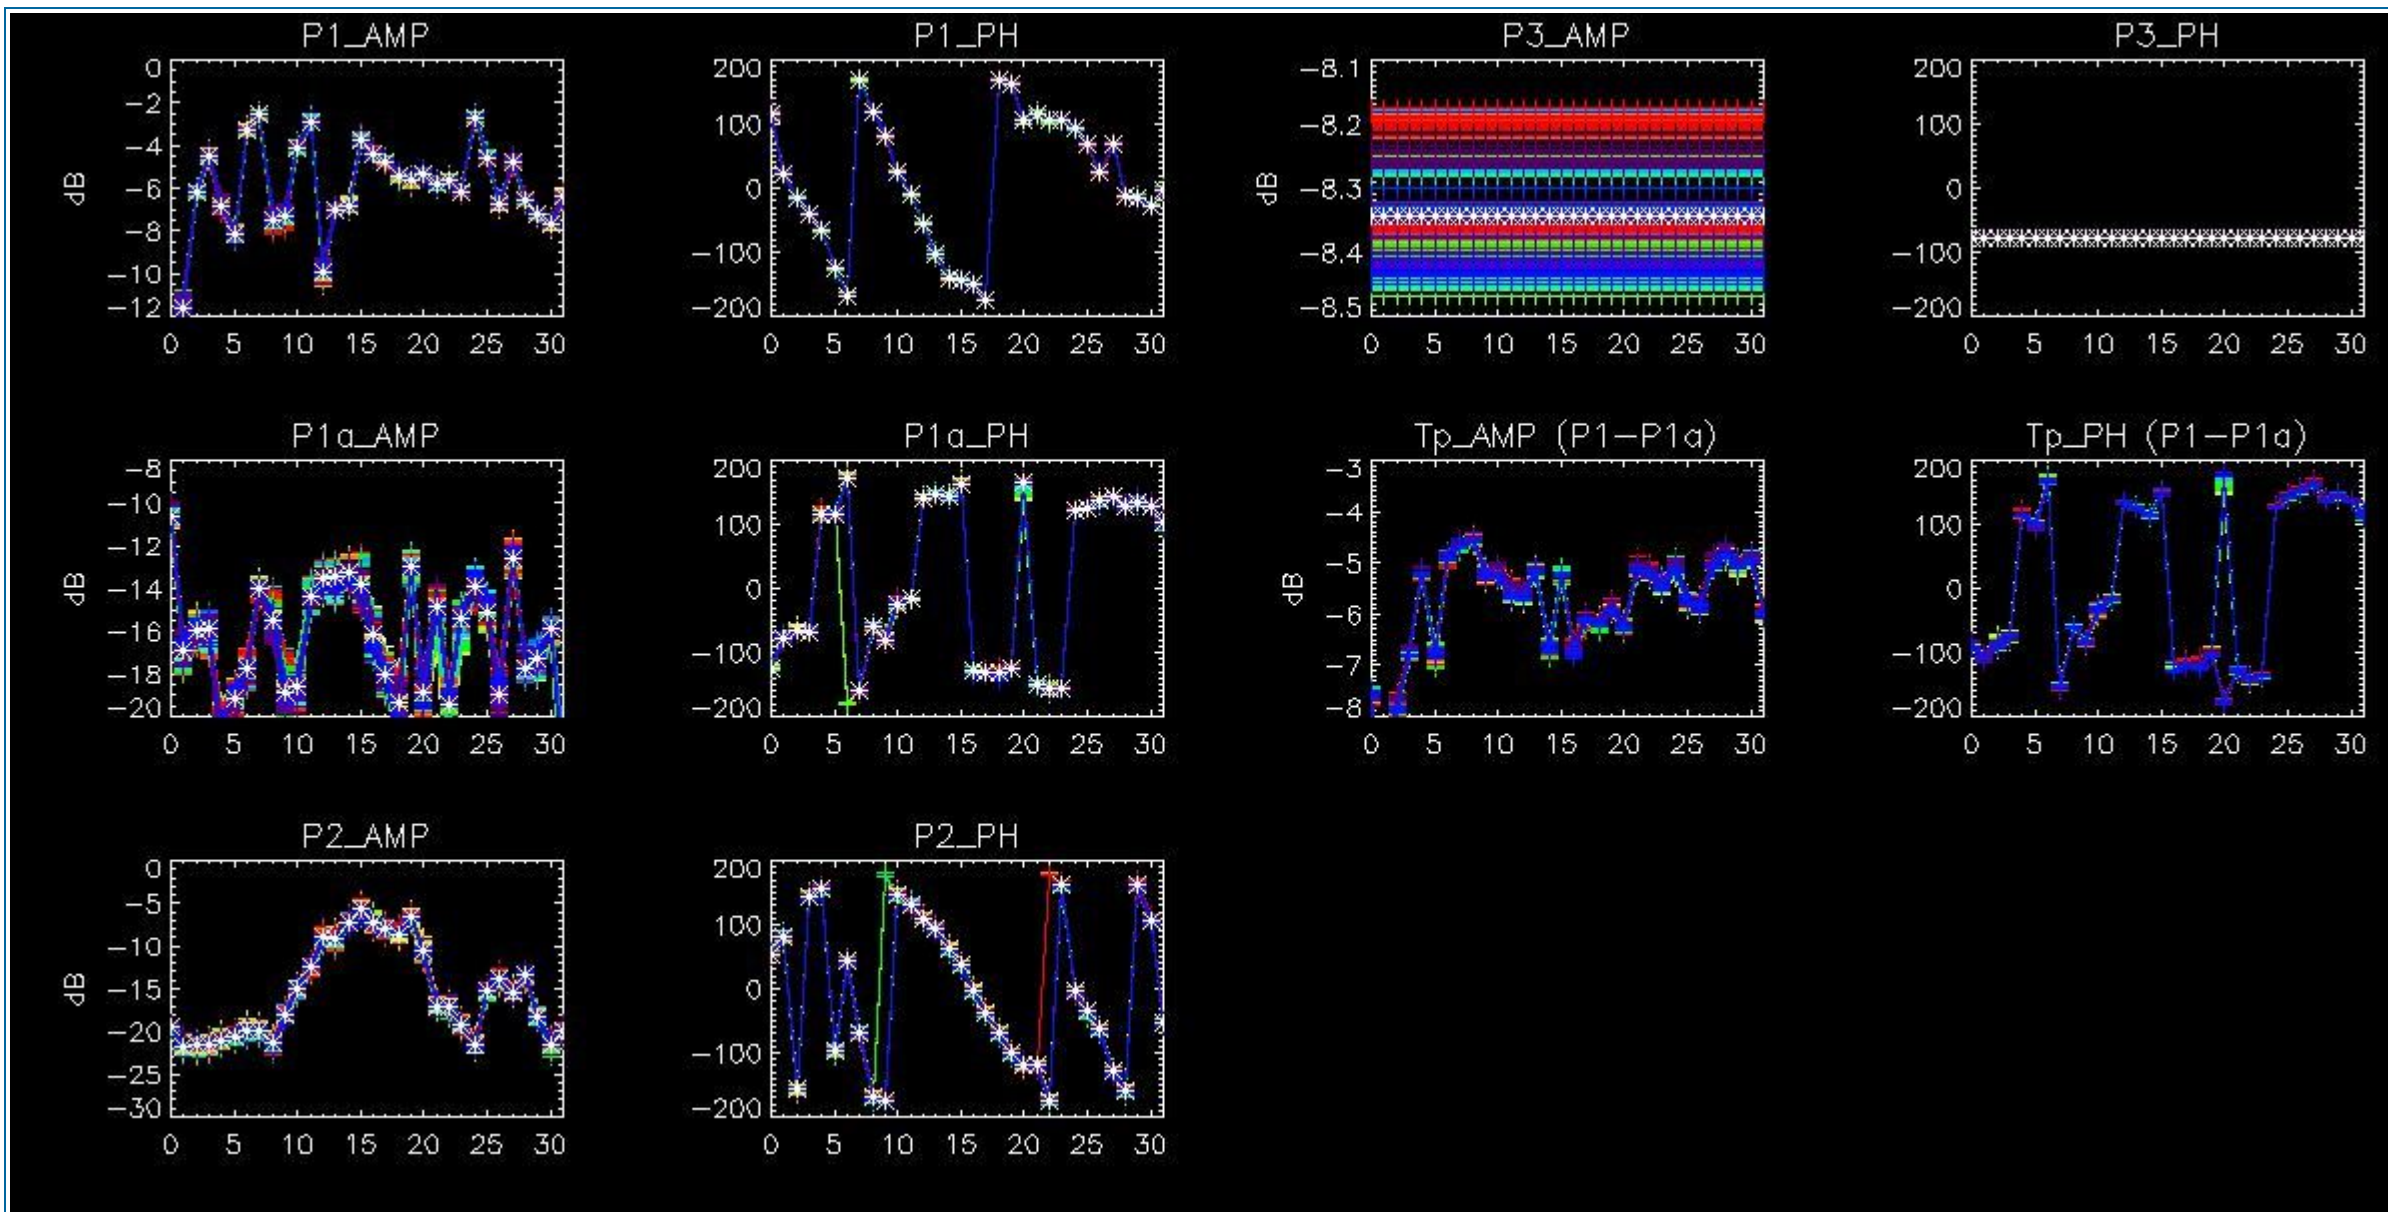 P1_AMP P1_PH P3_AMP P3_PH
0 200 −8.1 200
−2 100 −8.2 100
−4 0 −8.3 0
−6 −100 −8.4 −100
−8 −200 −8.5 −200
−10
−12
dB dB
0 5 10 15 20 25 30 0 5 10 15 20 25 30 0 5 10 15 20 25 30 0 5 10 15 20 25 30
P1a_AMP P1a_PH Tp_AMP (P1−P1a) Tp_PH (P1−P1a)
−8 200 −3 200
−10 100 −4 100
−12 0 −5 0
−14 −100 −6 −100
−16 −200 −7 −200
−18 −8
−20
dB dB
0 5 10 15 20 25 30 0 5 10 15 20 25 30 0 5 10 15 20 25 30 0 5 10 15 20 25 30
P2_AMP P2_PH
0 200
−5 100
−10 0
−15 −100
−20 −200
−25
−30
dB
0 5 10 15 20 25 30 0 5 10 15 20 25 30